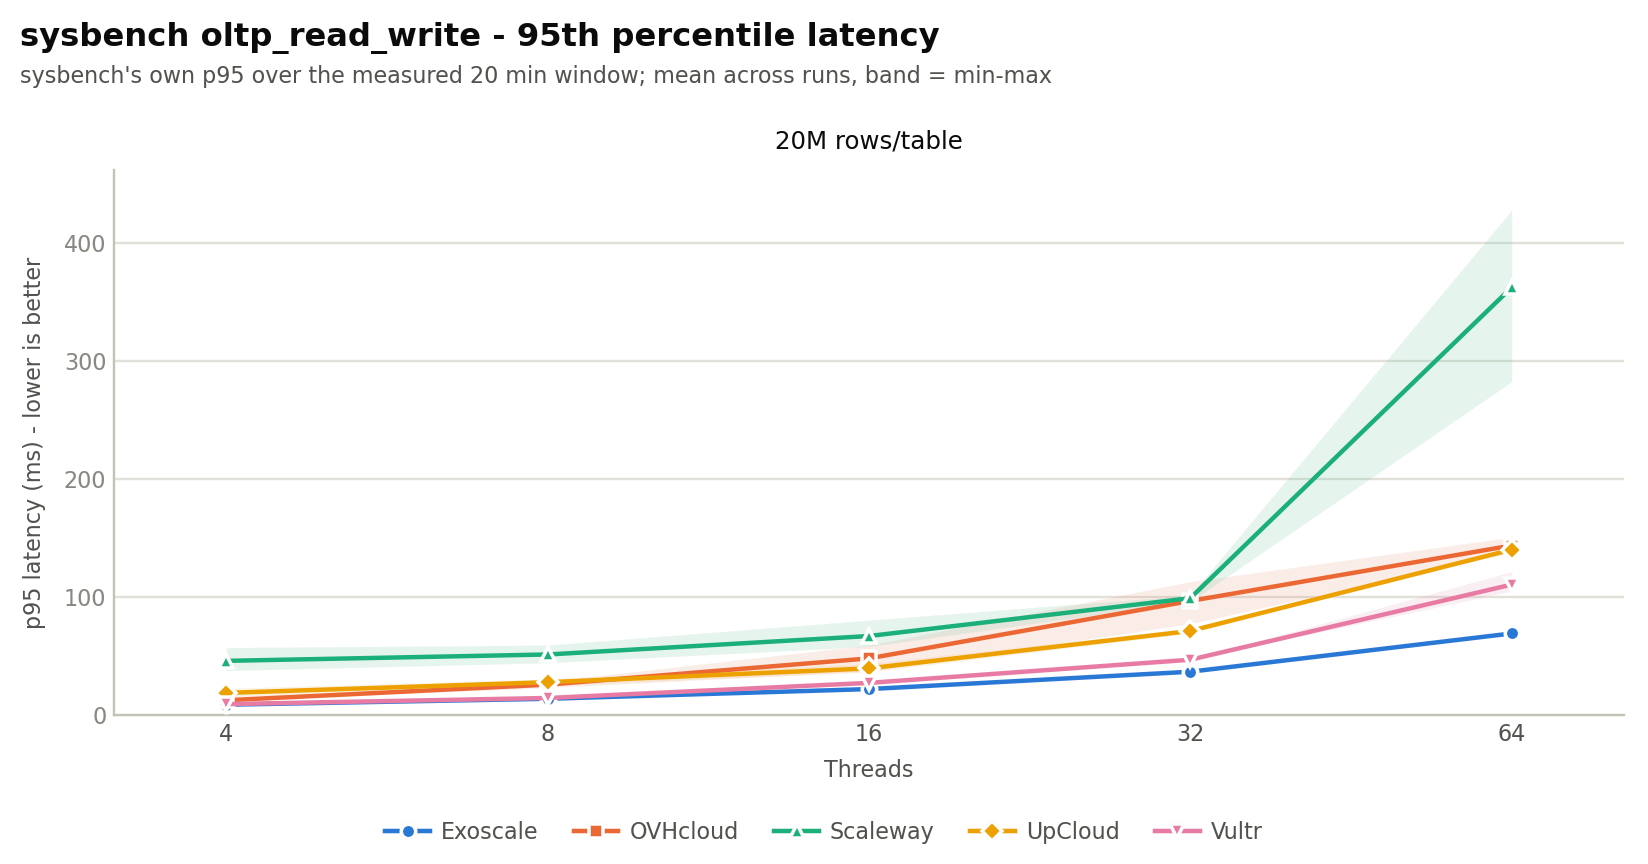 sysbench oltp_read_write - 95th percentile latency
sysbench's own p95 over the measured 20 min window; mean across runs, band = min-max
20M rows/table
p95 latency (ms) - lower is better
400
300
200
100
0
4 8 16 32 64
Threads
Exoscale OVHcloud Scaleway UpCloud Vultr